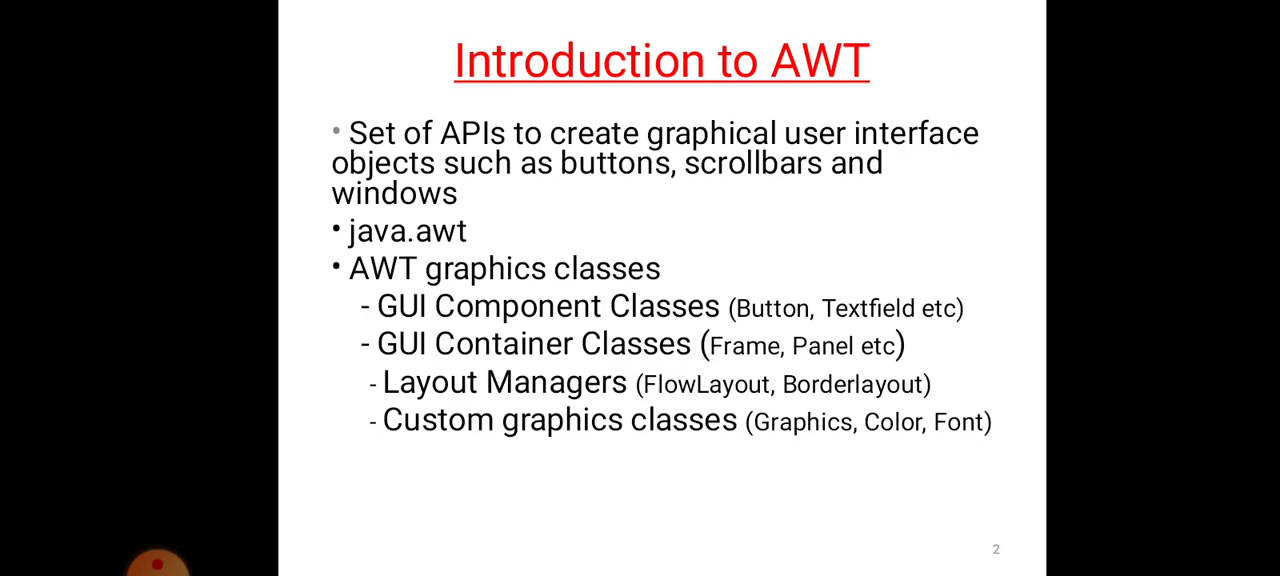 Introduction to AWT
• Set of APIs to create graphical user interface
objects such as buttons, scrollbars and
windows
• java.awt
• AWT graphics classes
- GUI Component Classes (Button, Textfield etc)
- GUI Container Classes (Frame, Panel etc)
- Layout Managers (FlowLayout, Borderlayout)
- Custom graphics classes (Graphics, Color, Font)
2